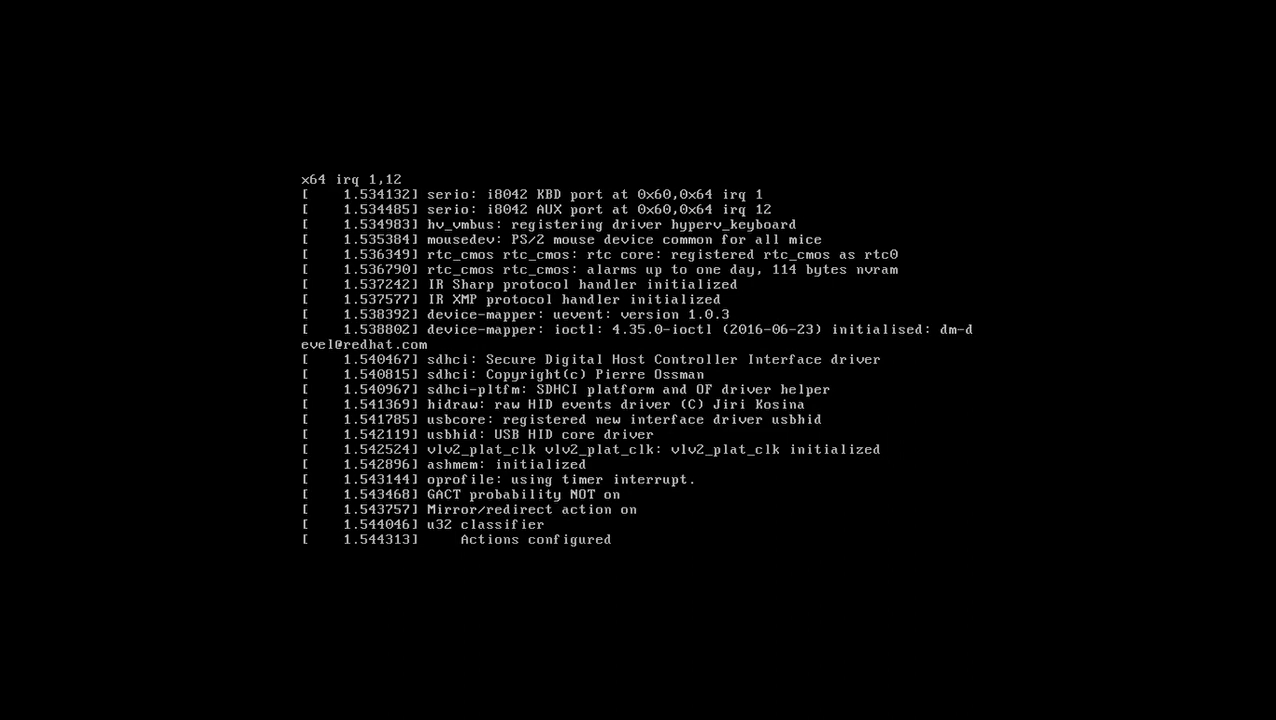 x64 irq 1,12
[    1.534132] serio: i8042 KBD port at 0x60,0x64 irq 1
[    1.534485] serio: i8042 AUX port at 0x60,0x64 irq 12
[    1.534983] hv_vmbus: registering driver hyperv_keyboard
[    1.535384] mousedev: PS/2 mouse device common for all mice
[    1.536349] rtc_cmos rtc_cmos: rtc core: registered rtc_cmos as rtc0
[    1.536790] rtc_cmos rtc_cmos: alarms up to one day, 114 bytes nvram
[    1.537242] IR Sharp protocol handler initialized
[    1.537577] IR XMP protocol handler initialized
[    1.538392] device-mapper: uevent: version 1.0.3
[    1.538802] device-mapper: ioctl: 4.35.0-ioctl (2016-06-23) initialised: dm-d
evel@redhat.com
[    1.540467] sdhci: Secure Digital Host Controller Interface driver
[    1.540815] sdhci: Copyright(c) Pierre Ossman
[    1.540967] sdhci-pltfm: SDHCI platform and OF driver helper
[    1.541369] hidraw: raw HID events driver (C) Jiri Kosina
[    1.541785] usbcore: registered new interface driver usbhid
[    1.542119] usbhid: USB HID core driver
[    1.542524] vlv2_plat_clk vlv2_plat_clk: vlv2_plat_clk initialized
[    1.542896] ashmem: initialized
[    1.543144] oprofile: using timer interrupt.
[    1.543468] GACT probability NOT on
[    1.543757] Mirror/redirect action on
[    1.544046] u32 classifier
[    1.544313]     Actions configured